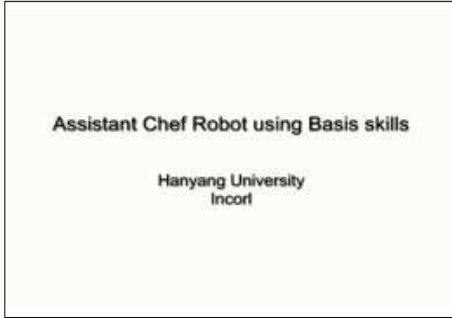 Assistant Chef Robot using Basis skills
Hanyang University
Incorl